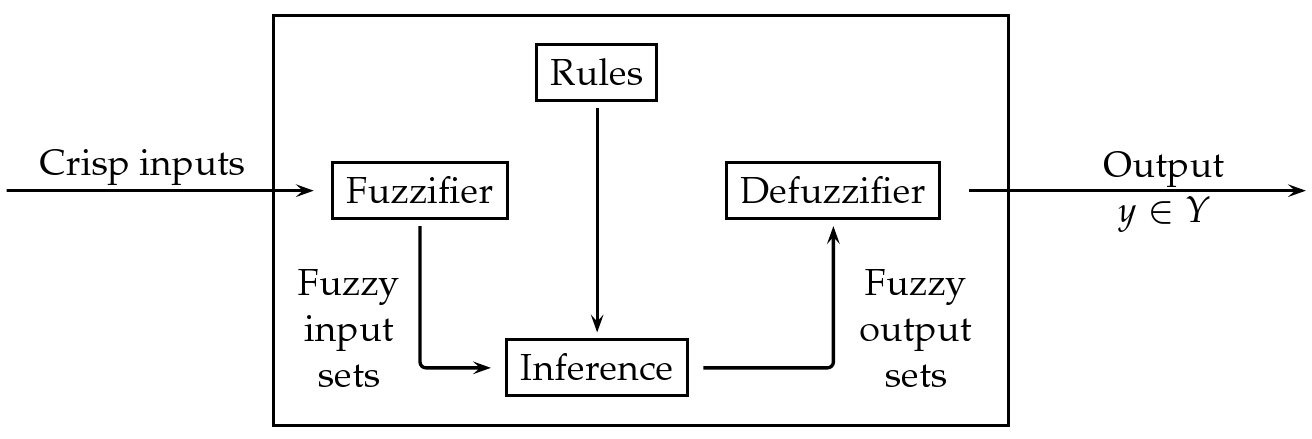 Rules
Crisp inputs
Fuzzifier
Defuzzifier
Output
y ∈ Y
Fuzzy
input
sets
Fuzzy
output
sets
Inference